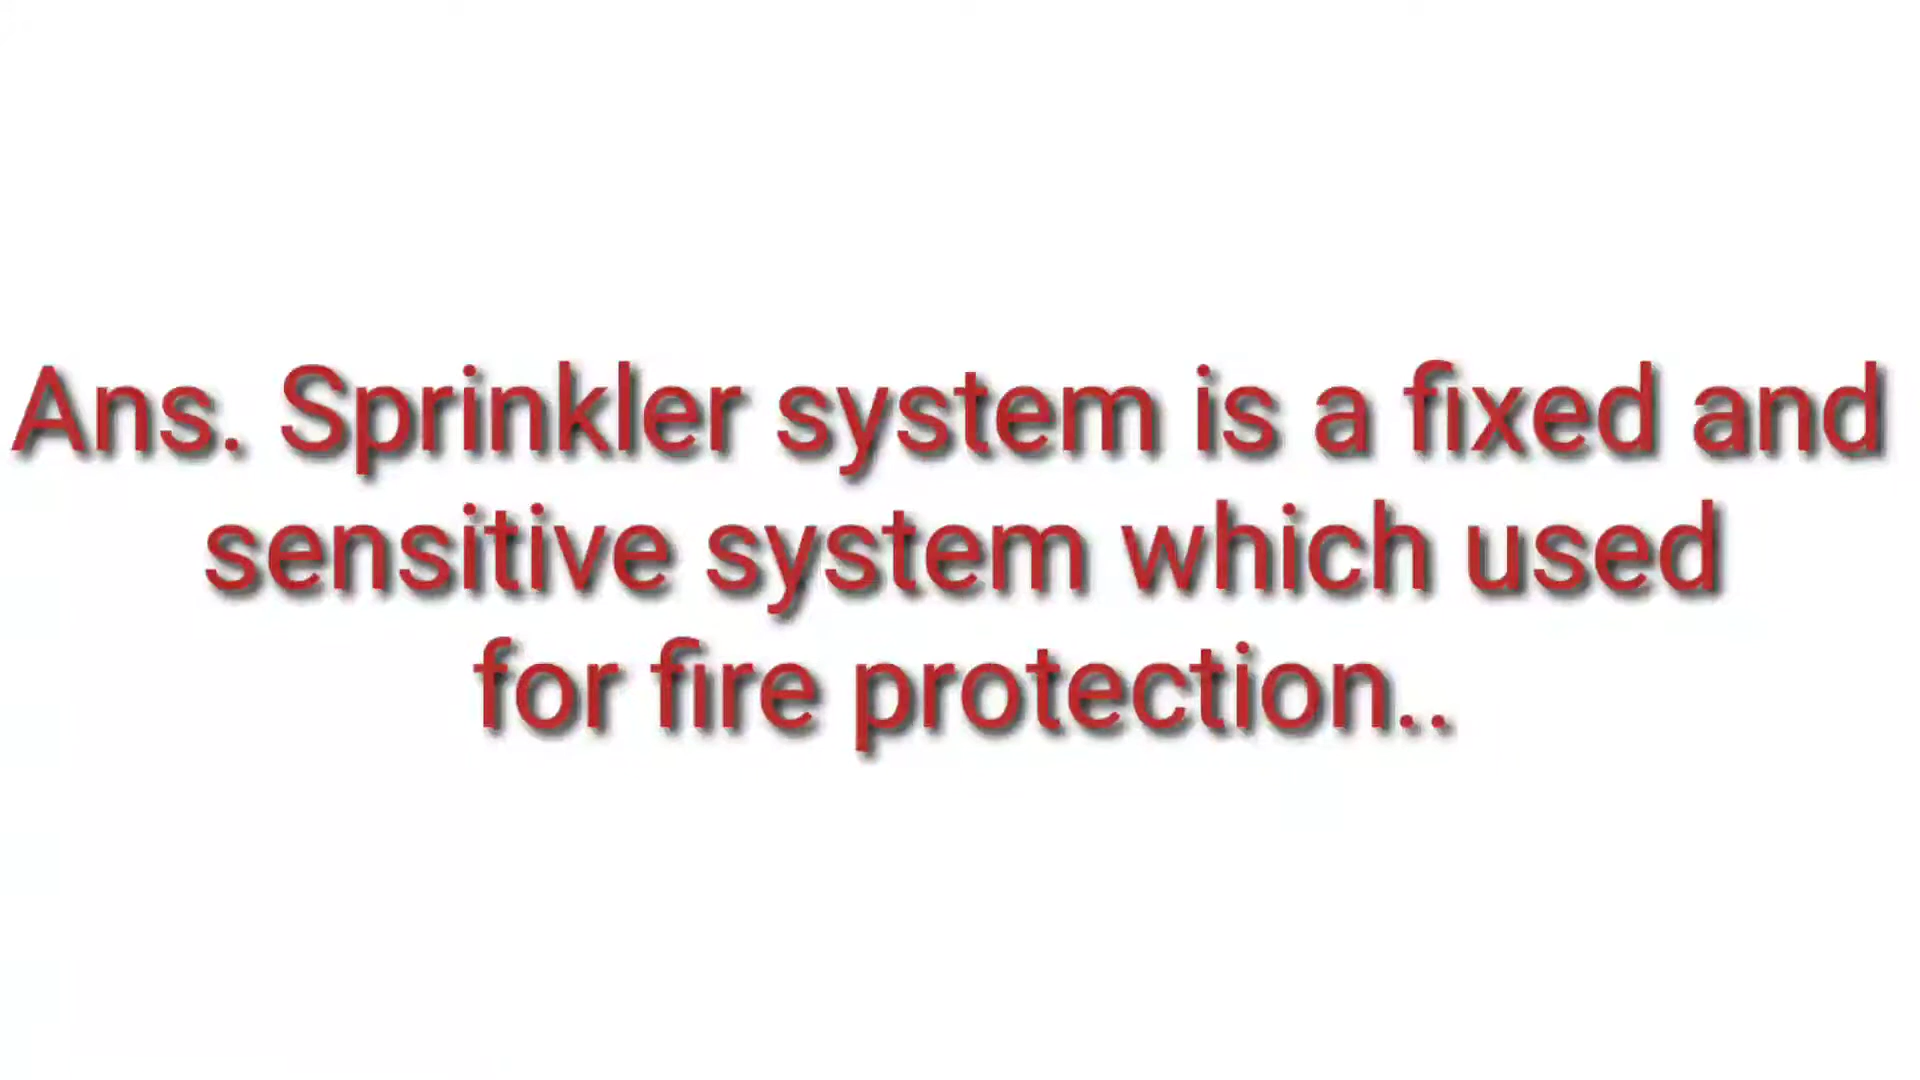 Ans. Sprinkler system is a fixed and
sensitive system which used
for fire protection..